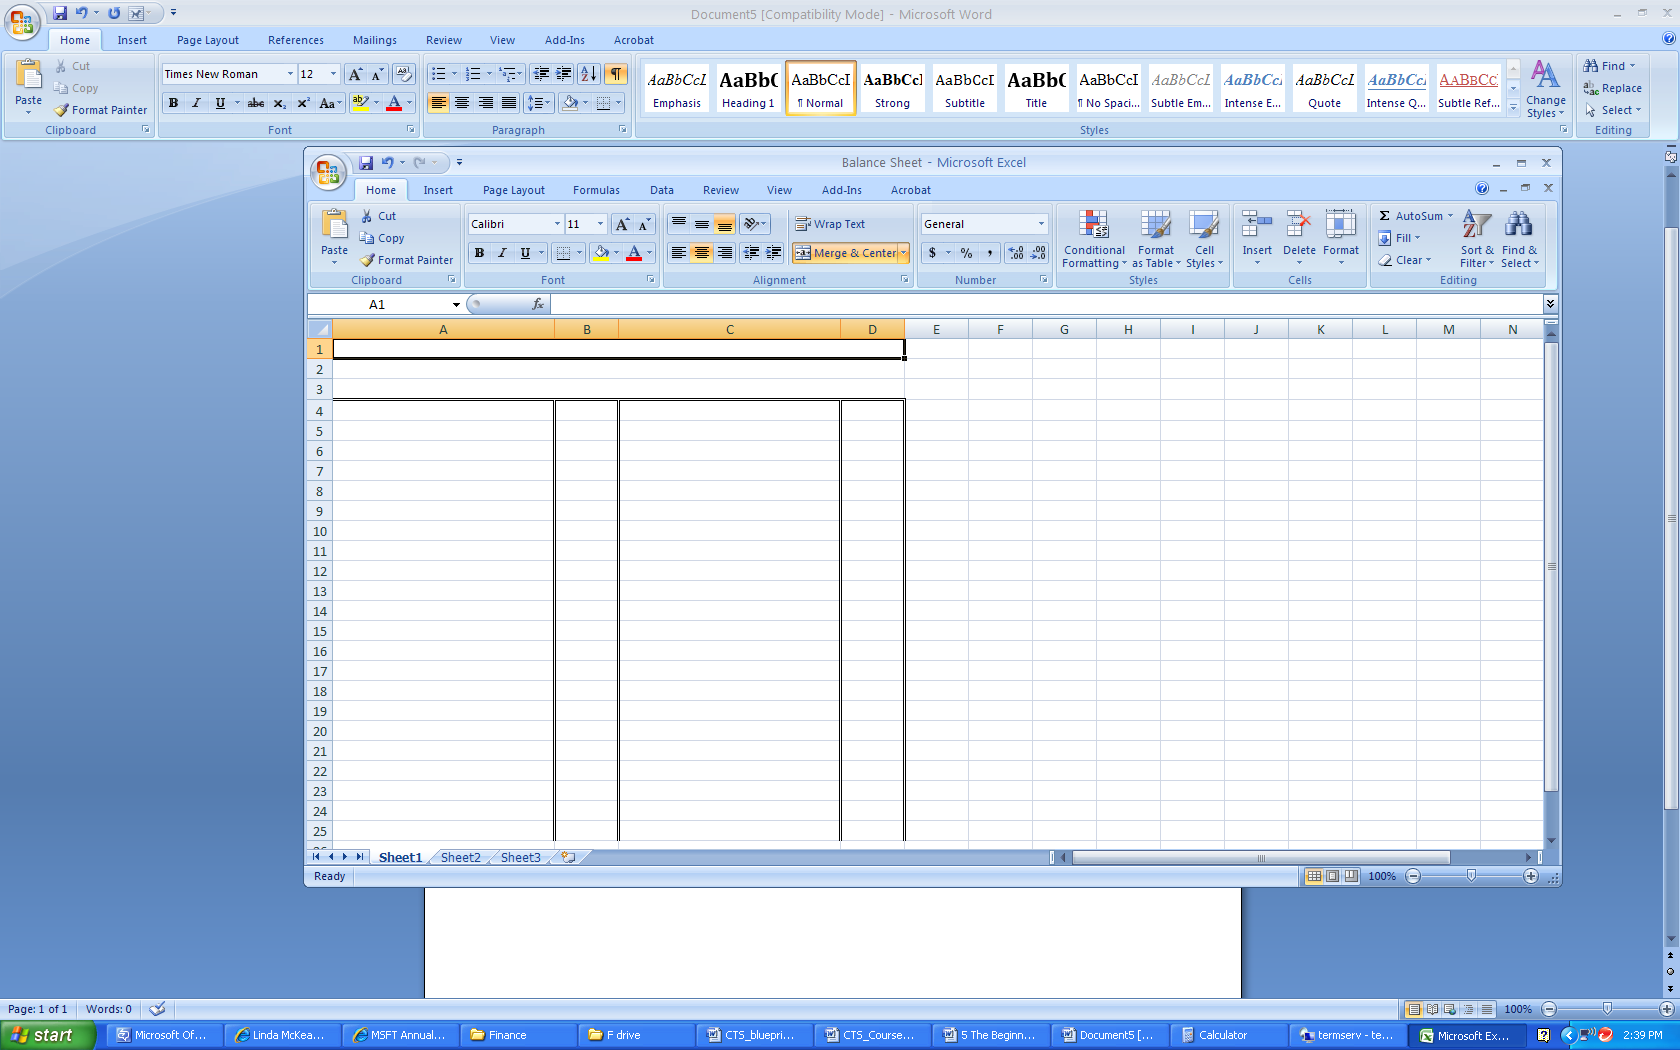 Document5 [Compatibility Mode] - Microsoft Word
Home Insert Page Layout References Mailings Review View Add-Ins Acrobat
Paste
Cut
Copy
Format Painter
Clipboard
Times New Roman 12
Font
Paragraph
AaBbCcI AaBbC AaBbCcI AaBbCcI AaBbCcI AaBbC AaBbCcI AaBbCcI AaBbCcI AaBbCcI AaBbCcI AaBbCc
Emphasis Heading 1 ¶ Normal Strong Subtitle Title ¶ No Spaci... Subtle Em... Intense E... Quote Intense Q... Subtle Ref...
Change Styles
Styles
Find
Replace
Select
Editing
Balance Sheet - Microsoft Excel
Home Insert Page Layout Formulas Data Review View Add-Ins Acrobat
Paste
Cut
Copy
Format Painter
Clipboard
Calibri 11
B I U
Font
Wrap Text
Merge & Center
Alignment
General
$ % ,
Number
Conditional Formatting
Format as Table
Cell Styles
Styles
Insert Delete Format
Cells
Σ AutoSum
Fill
Clear
Sort & Filter
Find & Select
Editing
A1 fx
A B C D E F G H I J K L M N
1
2
3
4
5
6
7
8
9
10
11
12
13
14
15
16
17
18
19
20
21
22
23
24
25
Sheet1 Sheet2 Sheet3
Ready 100%
Page: 1 of 1 Words: 0 100%
start Microsoft Of... Linda McKea... MSFT Annual... Finance F drive CTS_bluepri... CTS_Course... 5 The Beginn... Document5 [... Calculator termserv - te... Microsoft Ex... 2:39 PM